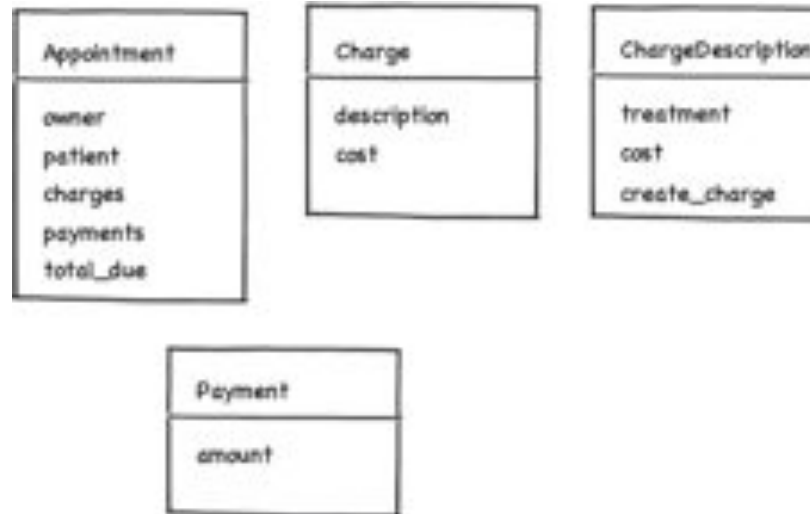 Appointment
owner
patient
charges
payments
total_due
Charge
description
cost
ChargeDescription
treatment
cost
create_charge
Payment
amount